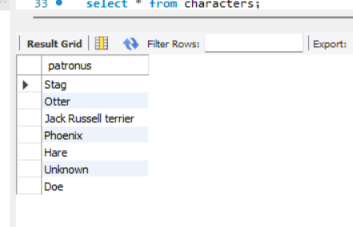 33 select * from characters;
Result Grid Filter Rows: Export:
patronus
Stag
Otter
Jack Russell terrier
Phoenix
Hare
Unknown
Doe